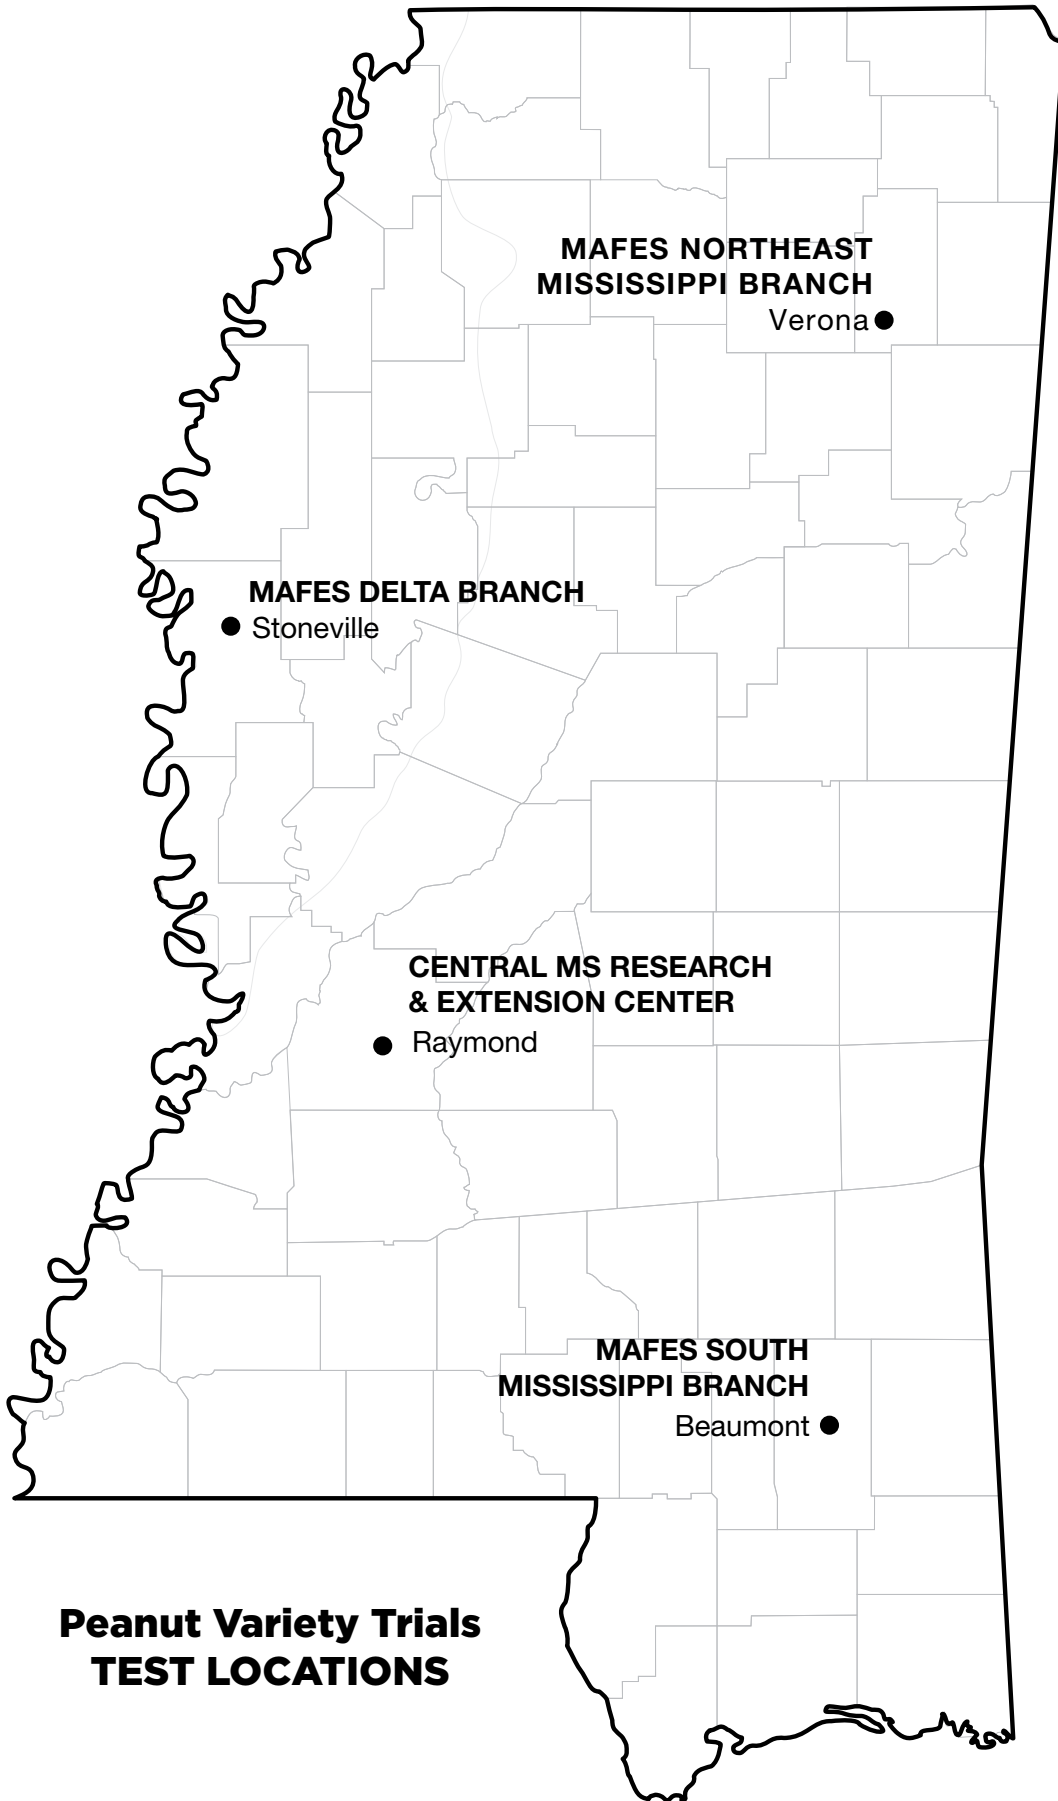 MAFES NORTHEAST
MISSISSIPPI BRANCH
Verona
MAFES DELTA BRANCH
Stoneville
CENTRAL MS RESEARCH
& EXTENSION CENTER
Raymond
MAFES SOUTH
MISSISSIPPI BRANCH
Beaumont
Peanut Variety Trials
TEST LOCATIONS